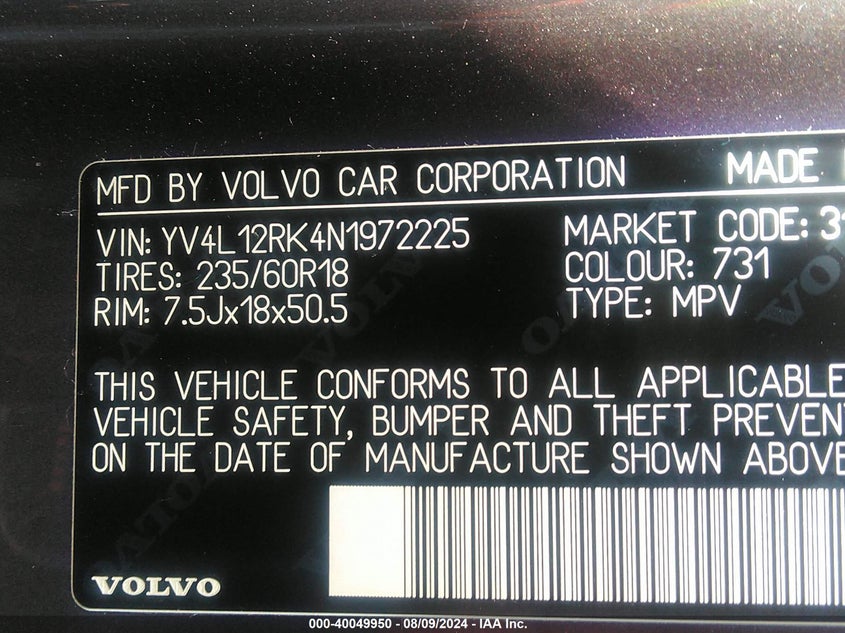 MFD BY VOLVO CAR CORPORATION MADE
VIN: YV4L12RK4N1972225 MARKET CODE: 31
TIRES: 235/60R18 COLOUR: 731
RIM: 7.5Jx18x50.5 TYPE: MPV
THIS VEHICLE CONFORMS TO ALL APPLICABLE
VEHICLE SAFETY, BUMPER AND THEFT PREVENT
ON THE DATE OF MANUFACTURE SHOWN ABOVE
VOLVO
000-40049950 - 08/09/2024 - IAA Inc.